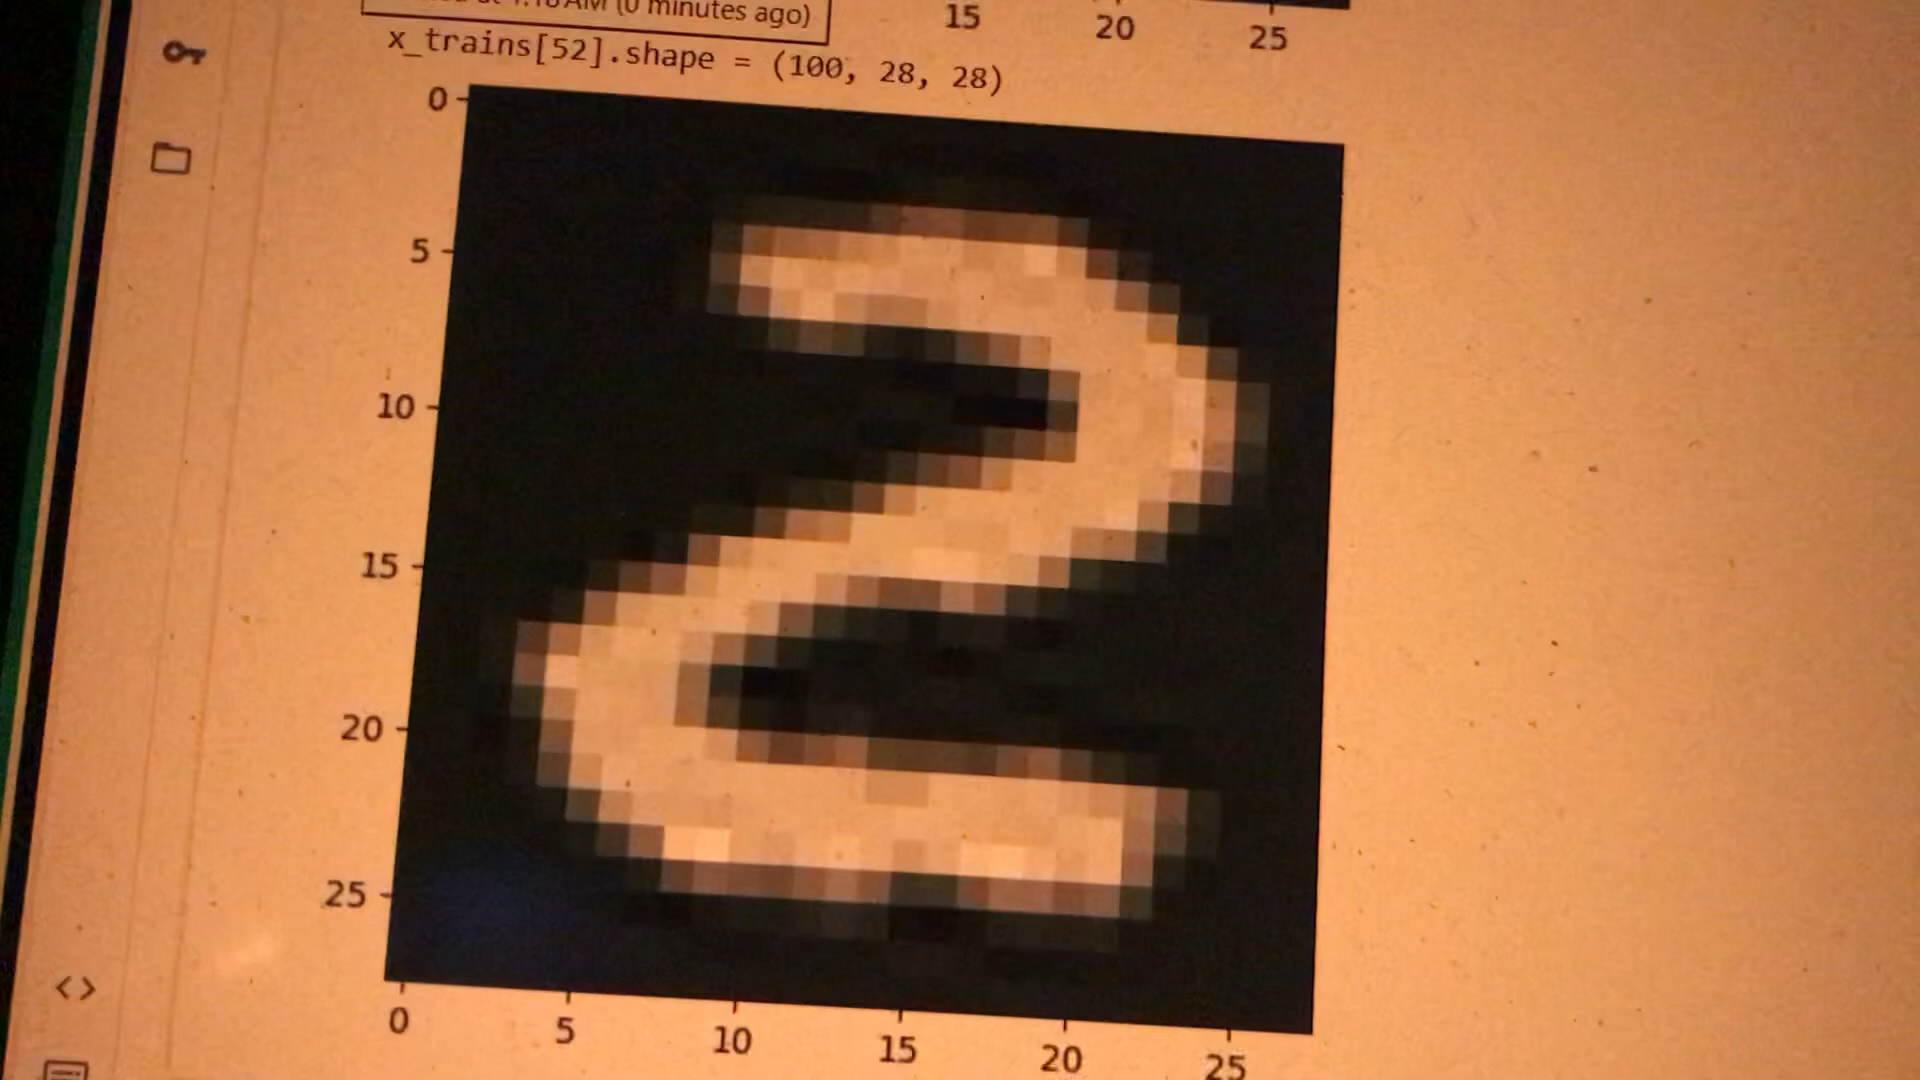 (0 minutes ago)
15 20 25
x_trains[52].shape = (100, 28, 28)
0
5
10
15
20
25
0 5 10 15 20 25
<>